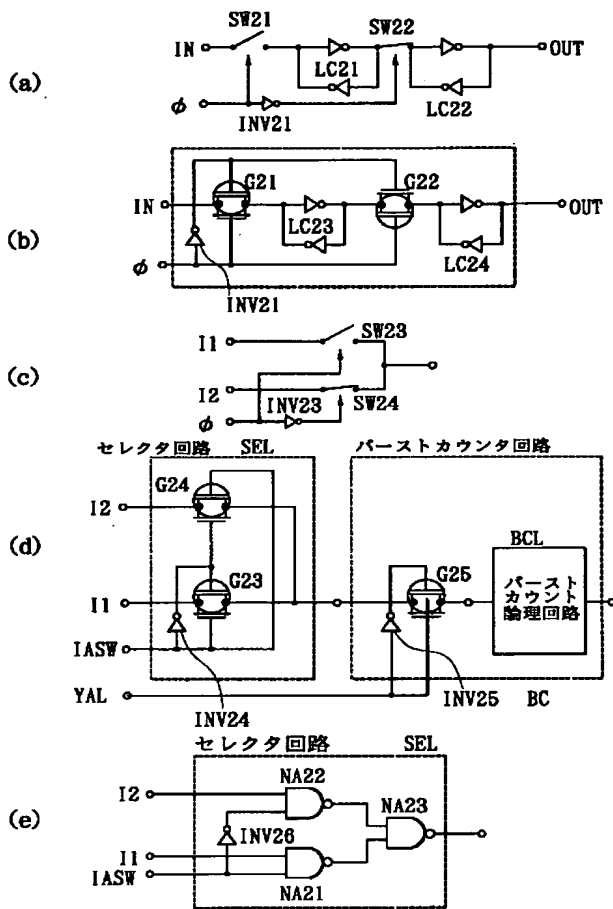 (a)
SW21
SW22
IN
OUT
LC21
LC22
φ
INV21
(b)
G21
G22
IN
OUT
LC23
LC24
φ
INV21
(c)
I1
SW23
I2
SW24
INV23
φ
(d)
セレクタ回路 SEL
バーストカウンタ回路
G24
I2
BCL
G23
G25
バースト
カウント
論理回路
I1
IASW
YAL
INV24
INV25
BC
(e)
セレクタ回路 SEL
NA22
I2
NA23
INV26
I1
IASW
NA21